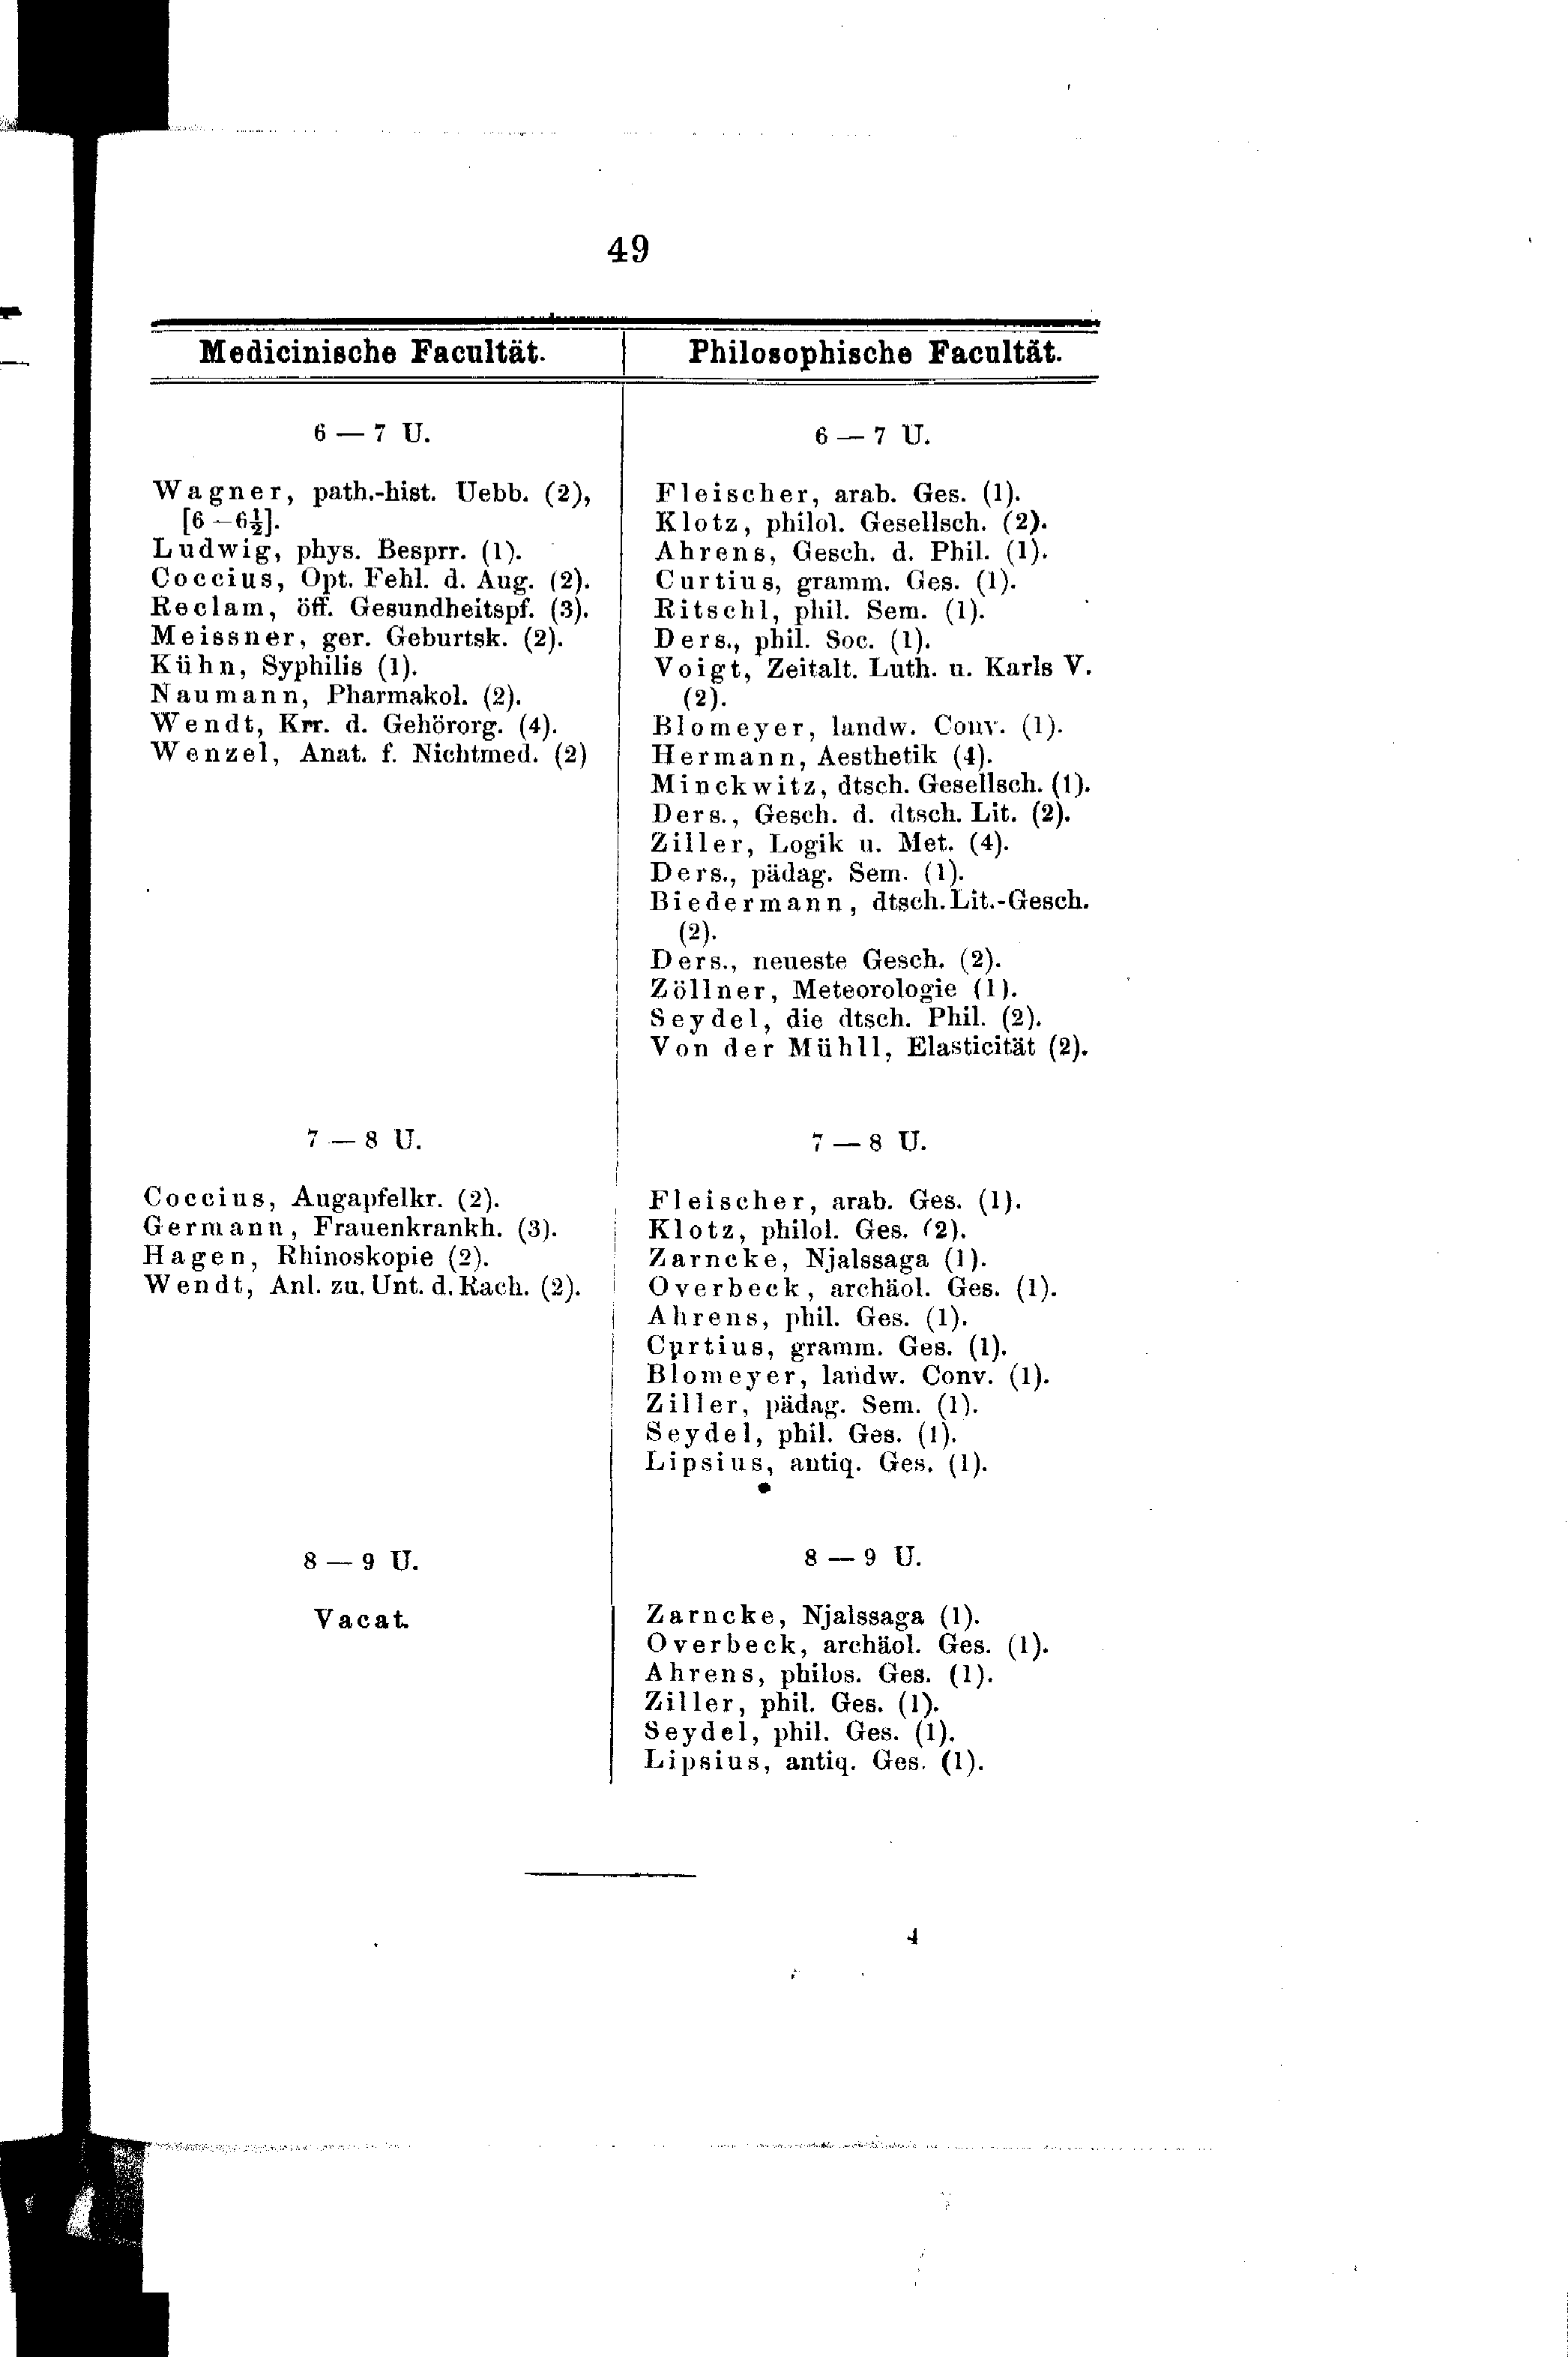 49
Medicinische Facultät.
6 — 7 U.
Wagner, path.-hist. Uebb. (2),
[6 — 6½].
Ludwig, phys. Besprr. (1).
Coccius, Opt. Fehl. d. Aug. (2).
Reclam, öff. Gesundheitspf. (3).
Meissner, ger. Geburtsk. (2).
Kühn, Syphilis (1).
Naumann, Pharmakol. (2).
Wendt, Krr. d. Gehörorg. (4).
Wenzel, Anat. f. Nichtmed. (2)
7 — 8 U.
Coccius, Augapfelkr. (2).
Germann, Frauenkrankh. (3).
Hagen, Rhinoskopie (2).
Wendt, Anl. zu. Unt. d. Rach. (2).
8 — 9 U.
Vacat.
Philosophische Facultät.
6 — 7 U.
Fleischer, arab. Ges. (1).
Klotz, philol. Gesellsch. (2).
Ahrens, Gesch. d. Phil. (1).
Curtius, gramm. Ges. (1).
Ritschl, phil. Sem. (1).
Ders., phil. Soc. (1).
Voigt, Zeitalt. Luth. u. Karls V.
(2).
Blomeyer, landw. Conv. (1).
Hermann, Aesthetik (4).
Minckwitz, dtsch. Gesellsch. (1).
Ders., Gesch. d. dtsch. Lit. (2).
Ziller, Logik u. Met. (4).
Ders., pädag. Sem. (1).
Biedermann, dtsch. Lit.-Gesch.
(2).
Ders., neueste Gesch. (2).
Zöllner, Meteorologie (1).
Seydel, die dtsch. Phil. (2).
Von der Mühll, Elasticität (2).
7 — 8 U.
Fleischer, arab. Ges. (1).
Klotz, philol. Ges. (2).
Zarncke, Njalssaga (1).
Overbeck, archäol. Ges. (1).
Ahrens, phil. Ges. (1).
Curtius, gramm. Ges. (1).
Blomeyer, landw. Conv. (1).
Ziller, pädag. Sem. (1).
Seydel, phil. Ges. (1).
Lipsius, antiq. Ges. (1).
8 — 9 U.
Zarncke, Njalssaga (1).
Overbeck, archäol. Ges. (1).
Ahrens, philos. Ges. (1).
Ziller, phil. Ges. (1).
Seydel, phil. Ges. (1).
Lipsius, antiq. Ges. (1).
4